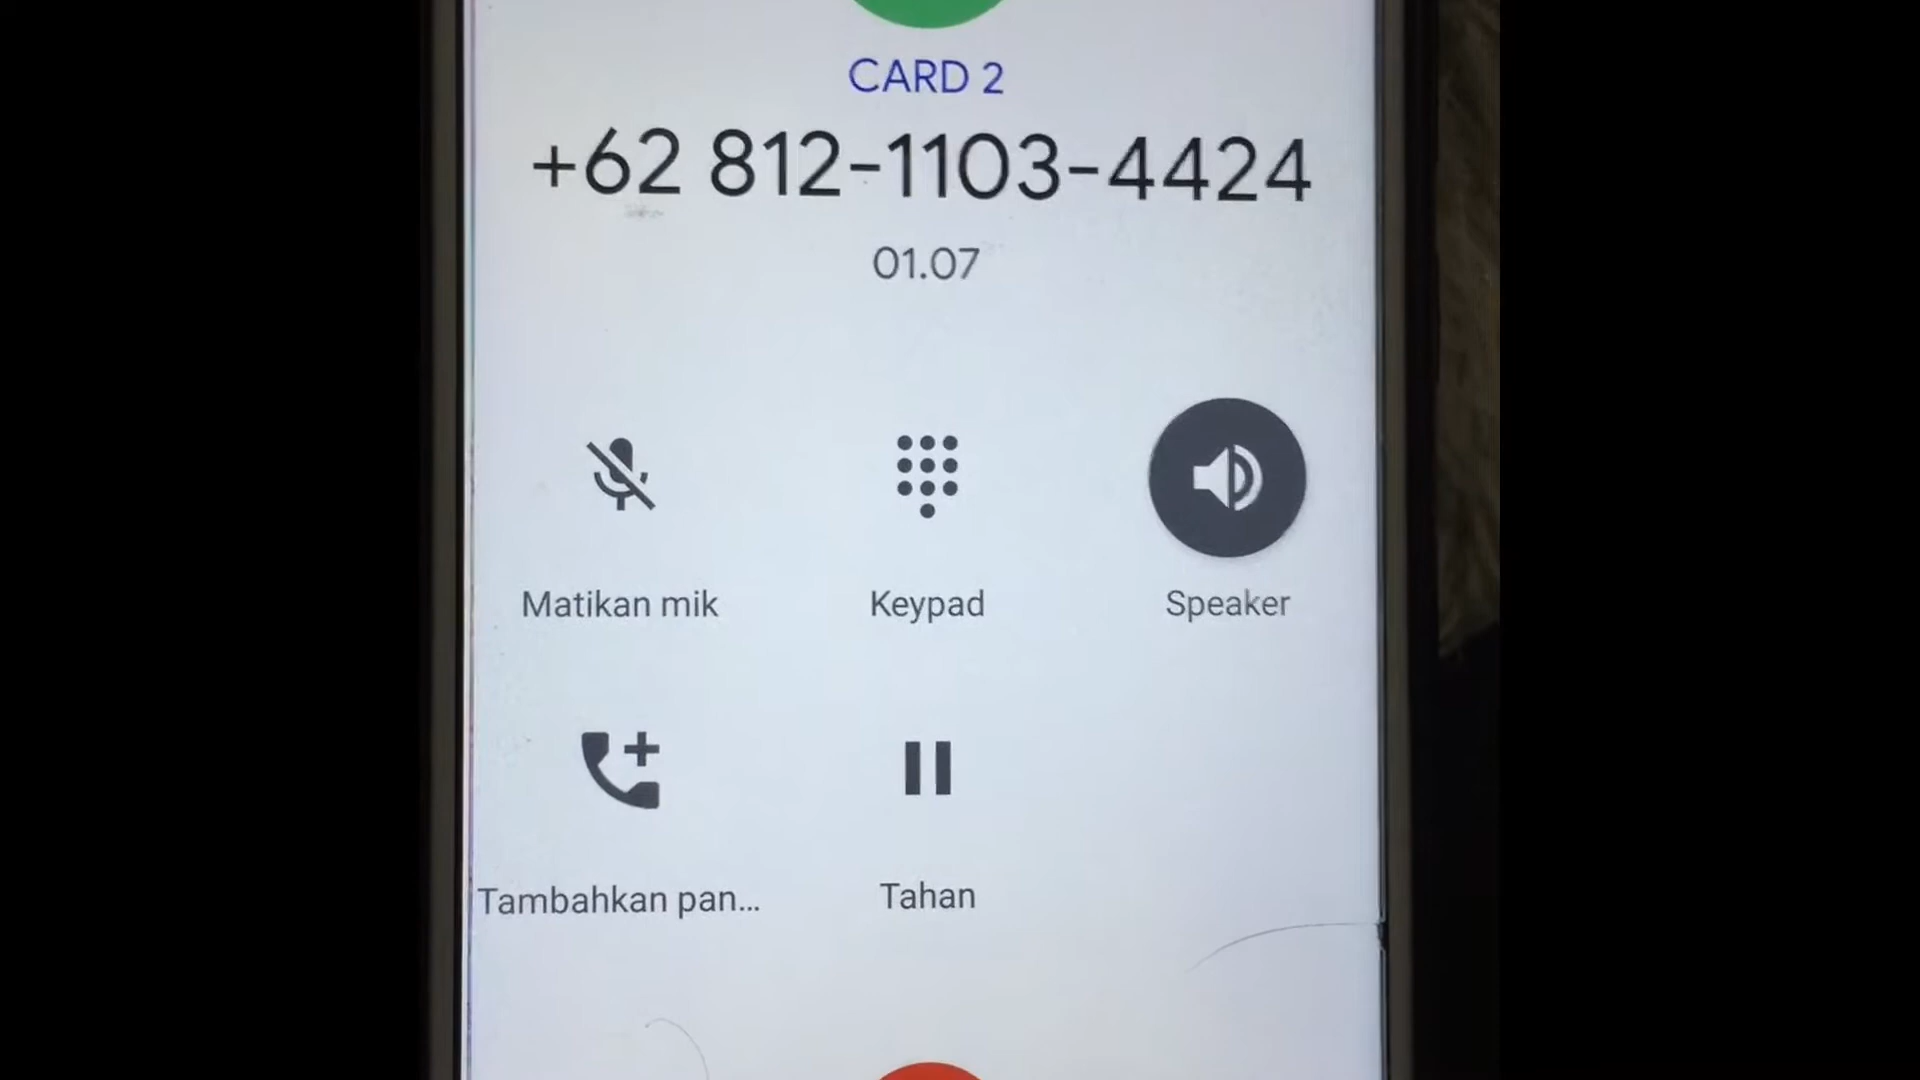 CARD 2
+62 812-1103-4424
01.07
Matikan mik
Keypad
Speaker
Tambahkan pan...
Tahan